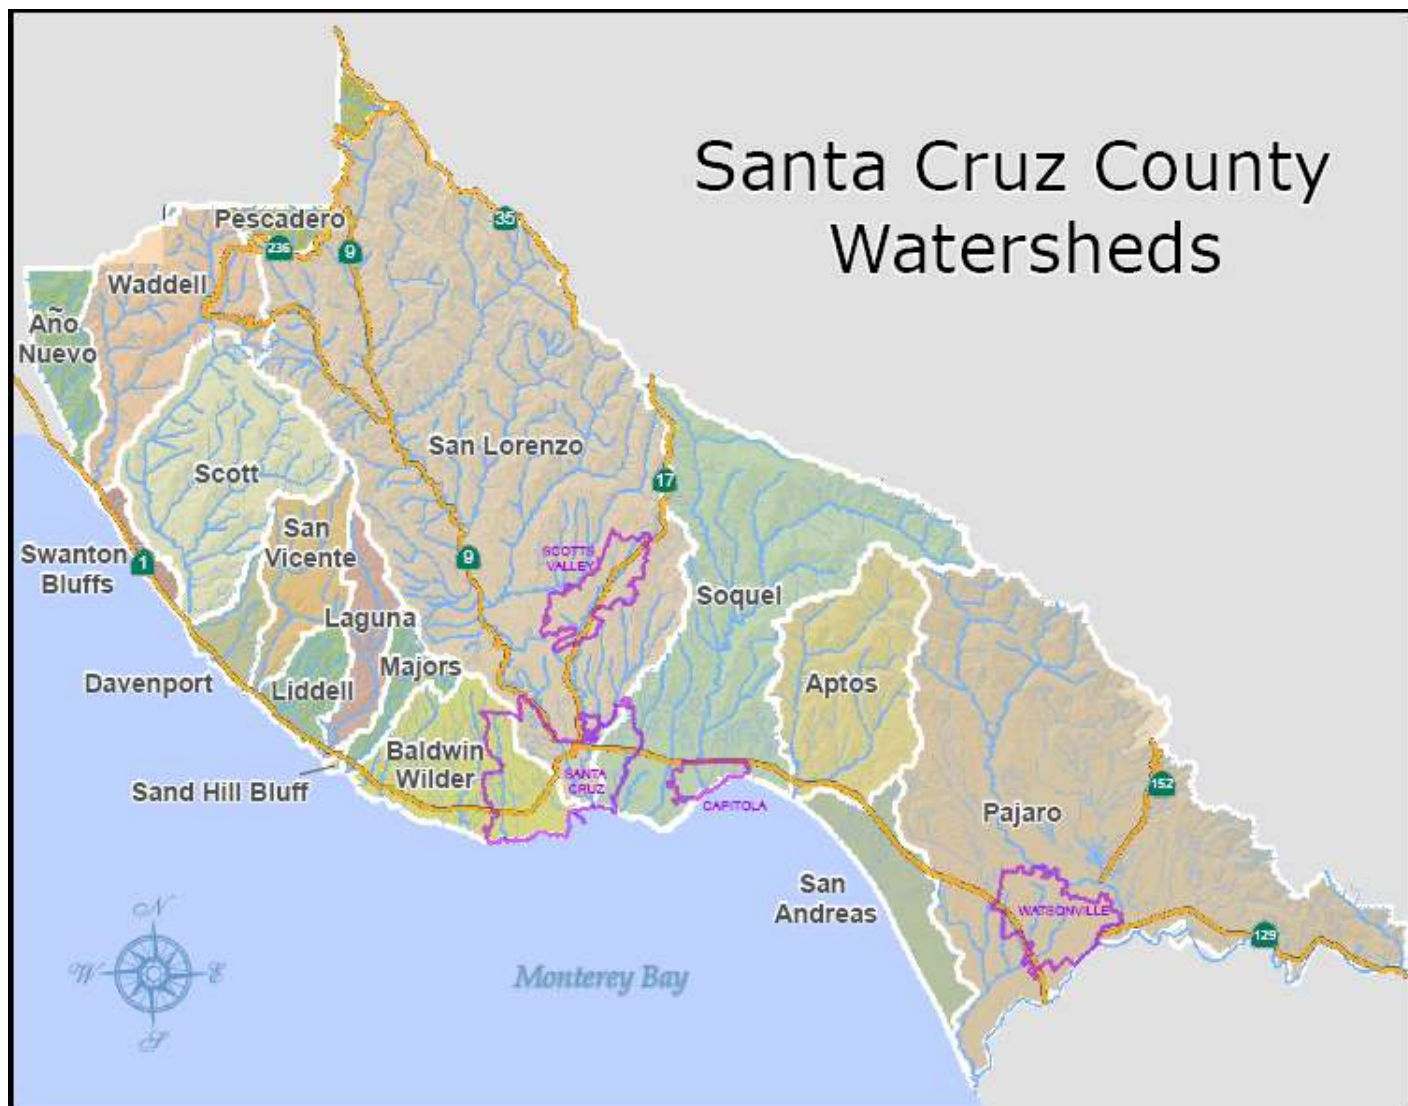 Santa Cruz County
Watersheds
Pescadero
35
236
9
Waddell
Año
Nuevo
San Lorenzo
Scott
17
San
Vicente
Swanton
Bluffs
1
9
SCOTTS
VALLEY
Soquel
Laguna
Majors
Davenport
Liddell
Aptos
Baldwin
Wilder
Sand Hill Bluff
SANTA
CRUZ
CAPITOLA
152
Pajaro
San
Andreas
WATSONVILLE
129
N
W
E
S
Monterey Bay